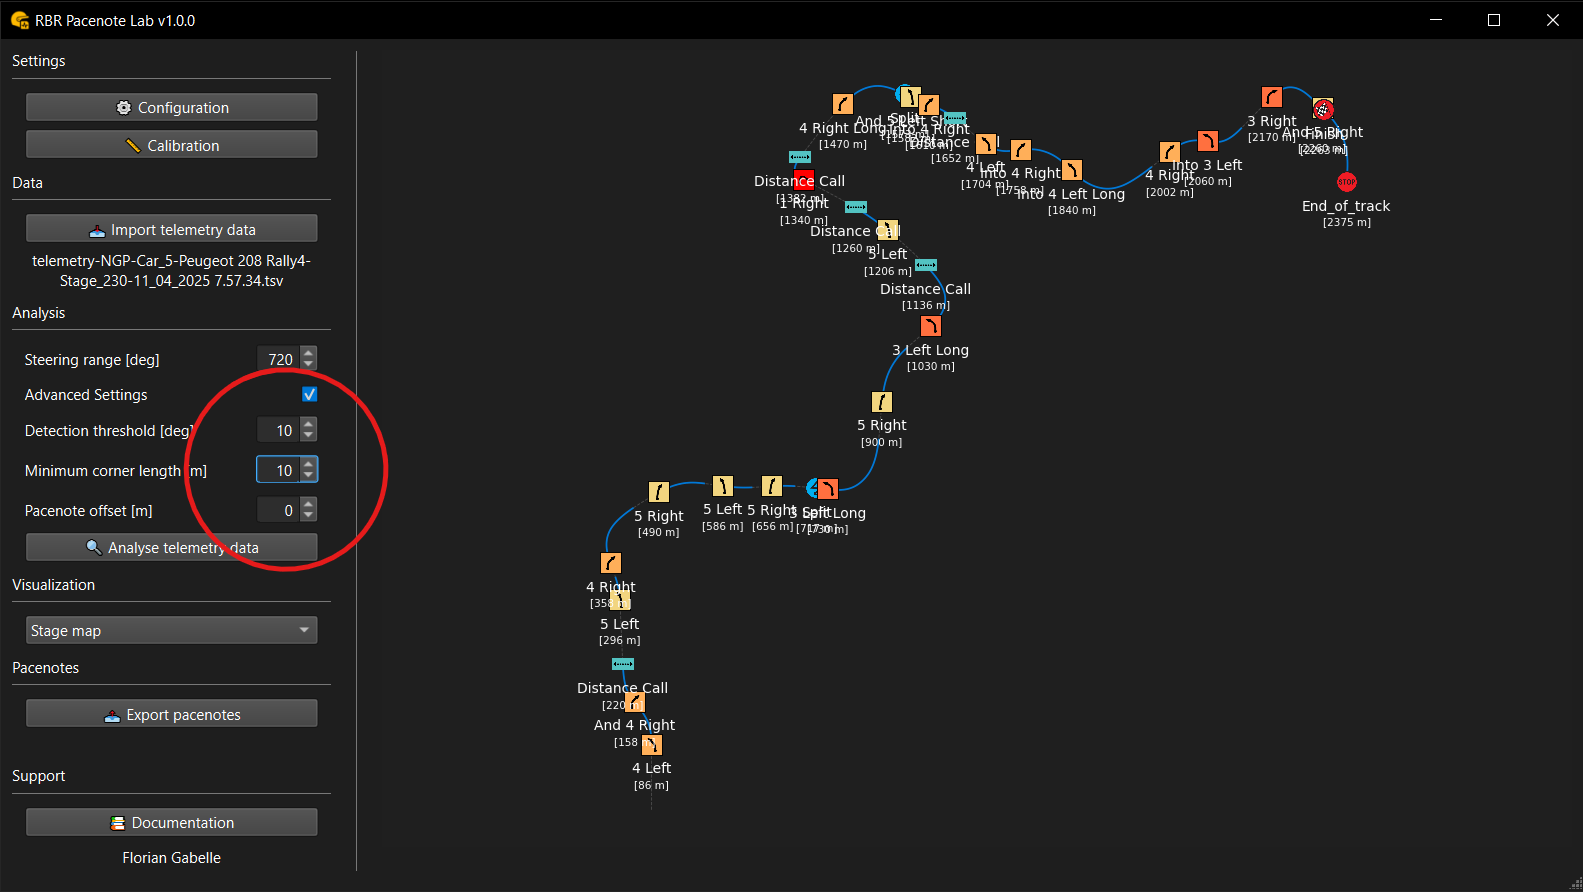 RBR Pacenote Lab v1.0.0
Settings
Configuration
Calibration
Data
Import telemetry data
telemetry-NGP-Car_5-Peugeot 208 Rally4-
Stage_230-11_04_2025 7.57.34.tsv
Analysis
Steering range [deg] 720
Advanced Settings
Detection threshold [deg] 10
Minimum corner length [m] 10
Pacenote offset [m] 0
Analyse telemetry data
Visualization
Stage map
Pacenotes
Export pacenotes
Support
Documentation
Florian Gabelle
4 Right Long
[1470 m]
And 5 Left
Split
Into 4 Right
Distance
[1652 m]
4 Left
[1704 m]
Into 4 Right
[1758 m]
Into 4 Left Long
[1840 m]
4 Right
[2002 m]
Into 3 Left
[2060 m]
3 Right
[2170 m]
And 5 Right
Finish
[2263 m]
STOP
End_of_track
[2375 m]
Distance Call
[1382 m]
1 Right
[1340 m]
Distance Call
[1260 m]
5 Left
[1206 m]
Distance Call
[1136 m]
3 Left Long
[1030 m]
5 Right
[900 m]
5 Right
[490 m]
5 Left
[586 m]
5 Right
[656 m]
Split
[717 m]
3 Left Long
[730 m]
4 Right
[358 m]
5 Left
[296 m]
Distance Call
[220 m]
And 4 Right
[158 m]
4 Left
[86 m]